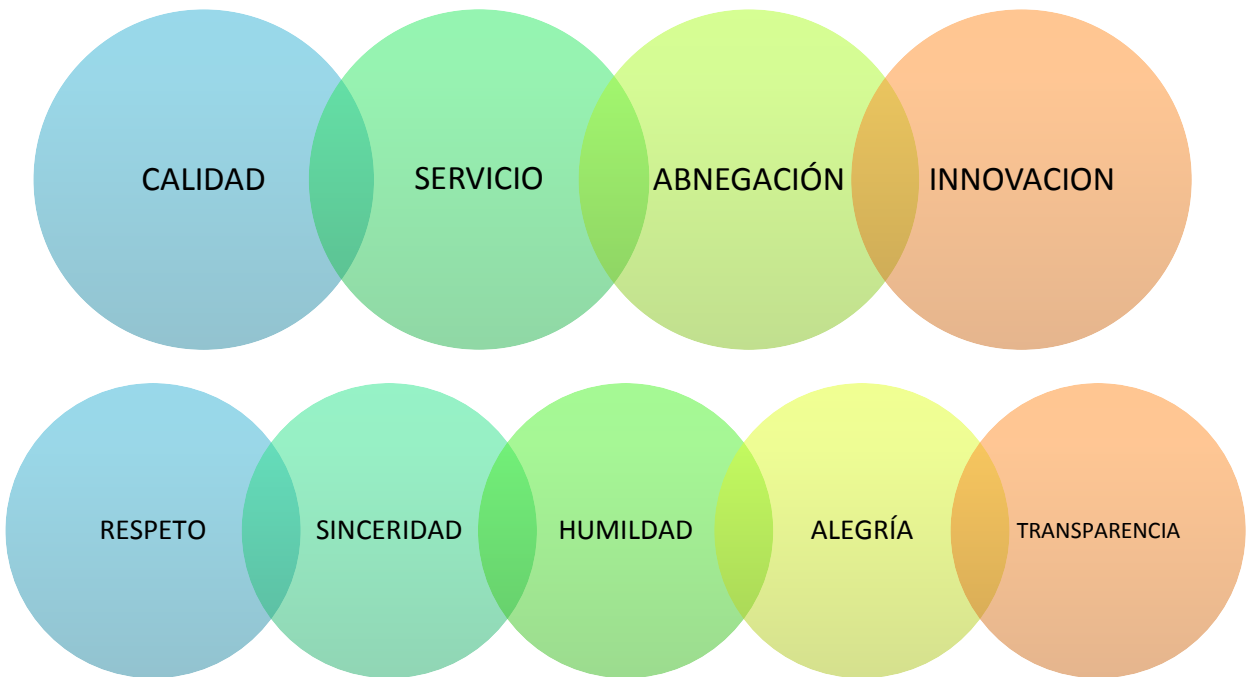 CALIDAD
SERVICIO
ABNEGACIÓN
INNOVACION
RESPETO
SINCERIDAD
HUMILDAD
ALEGRÍA
TRANSPARENCIA